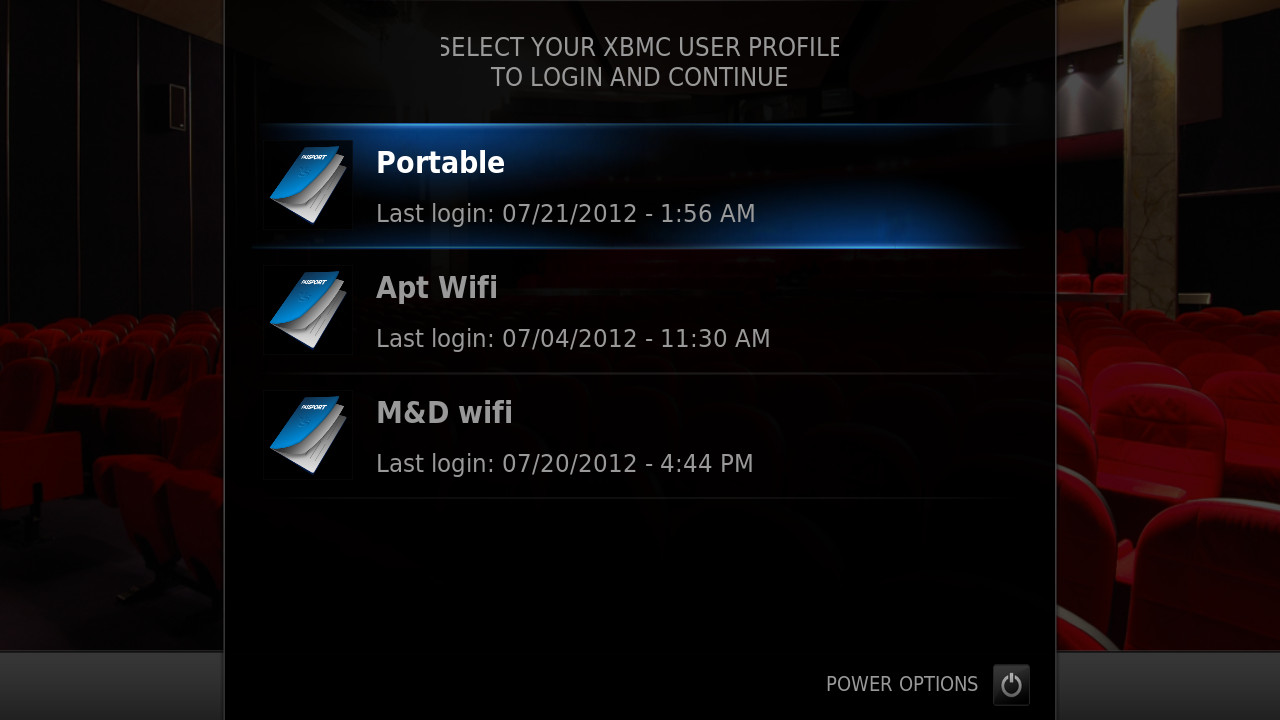 SELECT YOUR XBMC USER PROFILE
TO LOGIN AND CONTINUE
PASSPORT
Portable
Last login: 07/21/2012 - 1:56 AM
PASSPORT
Apt Wifi
Last login: 07/04/2012 - 11:30 AM
PASSPORT
M&D wifi
Last login: 07/20/2012 - 4:44 PM
POWER OPTIONS